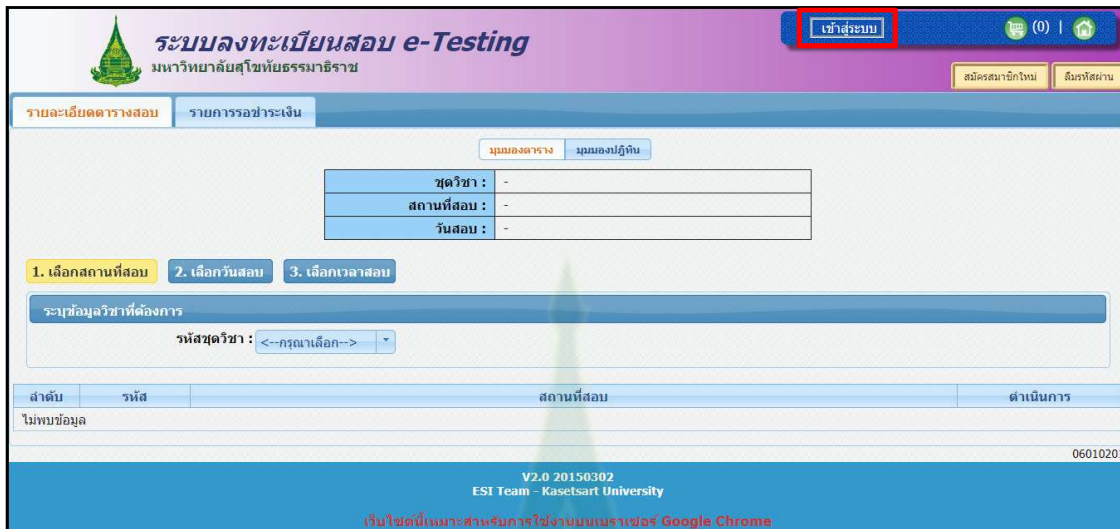 ระบบลงทะเบียนสอบ e-Testing
มหาวิทยาลัยสุโขทัยธรรมาธิราช
เข้าสู่ระบบ
(0) |
สมัครสมาชิกใหม่
ลืมรหัสผ่าน
รายละเอียดตารางสอบ
รายการรอชำระเงิน
มุมมองตาราง
มุมมองปฏิทิน
ชุดวิชา : -
สถานที่สอบ : -
วันสอบ : -
1. เลือกสถานที่สอบ
2. เลือกวันสอบ
3. เลือกเวลาสอบ
ระบุข้อมูลวิชาที่ต้องการ
รหัสชุดวิชา : <--กรุณาเลือก-->
ลำดับ รหัส สถานที่สอบ ดำเนินการ
ไม่พบข้อมูล
0601020
V2.0 20150302
ESI Team - Kasetsart University
เว็บไซต์นี้เหมาะสำหรับการใช้งานบนเบราเซอร์ Google Chrome